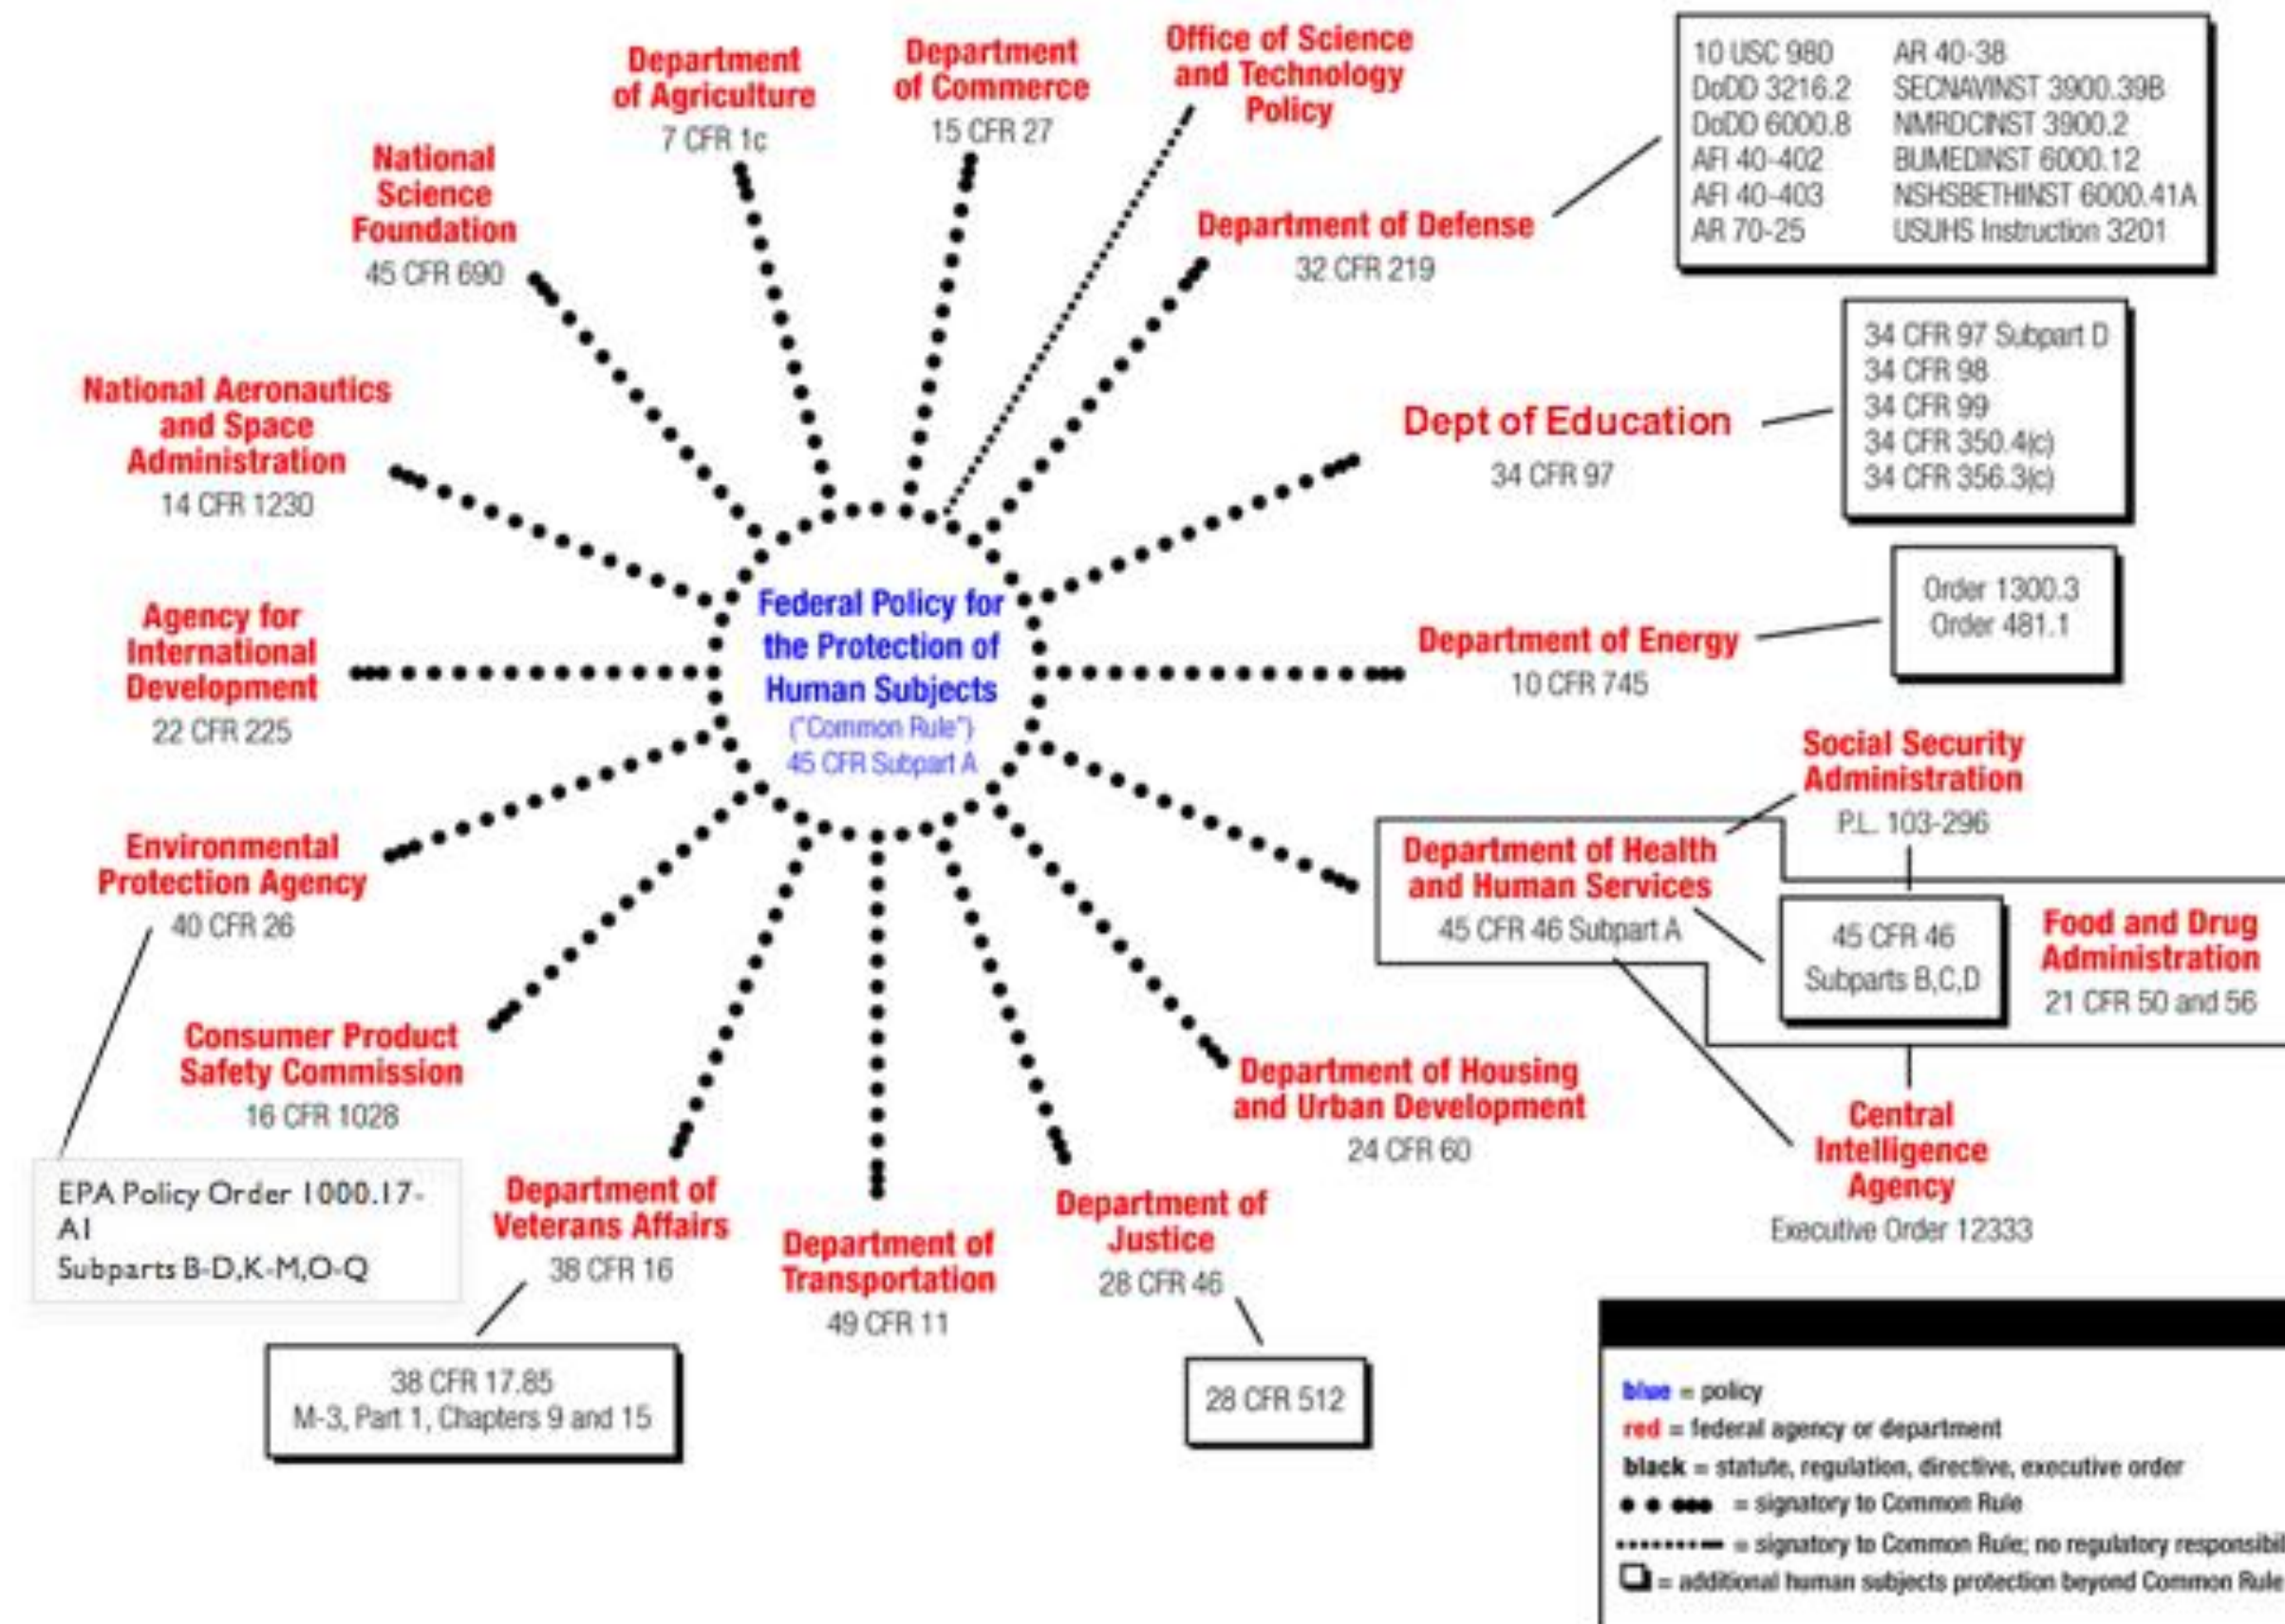 Department
of Agriculture
7 CFR 1c
Department
of Commerce
15 CFR 27
Office of Science
and Technology
Policy
10 USC 980 AR 40-38
DoDD 3216.2 SECNAVINST 3900.39B
DoDD 6000.8 NMRDCINST 3900.2
AFI 40-402 BUMEDINST 6000.12
AFI 40-403 NSHSBETHINST 6000.41A
AR 70-25 USUHS Instruction 3201
National
Science
Foundation
45 CFR 690
Department of Defense
32 CFR 219
34 CFR 97 Subpart D
34 CFR 98
34 CFR 99
34 CFR 350.4(c)
34 CFR 356.3(c)
National Aeronautics
and Space
Administration
14 CFR 1230
Dept of Education
34 CFR 97
Order 1300.3
Order 481.1
Agency for
International
Development
22 CFR 225
Federal Policy for
the Protection of
Human Subjects
("Common Rule")
45 CFR Subpart A
Department of Energy
10 CFR 745
Social Security
Administration
P.L. 103-296
Environmental
Protection Agency
40 CFR 26
Department of Health
and Human Services
45 CFR 46 Subpart A
45 CFR 46
Subparts B,C,D
Food and Drug
Administration
21 CFR 50 and 56
Consumer Product
Safety Commission
16 CFR 1028
Department of Housing
and Urban Development
24 CFR 60
Central
Intelligence
Agency
Executive Order 12333
EPA Policy Order 1000.17-
A1
Subparts B-D,K-M,O-Q
Department of
Veterans Affairs
38 CFR 16
Department of
Transportation
49 CFR 11
Department of
Justice
28 CFR 46
38 CFR 17.85
M-3, Part 1, Chapters 9 and 15
28 CFR 512
blue = policy
red = federal agency or department
black = statute, regulation, directive, executive order
= signatory to Common Rule
= signatory to Common Rule; no regulatory responsibil
= additional human subjects protection beyond Common Rule